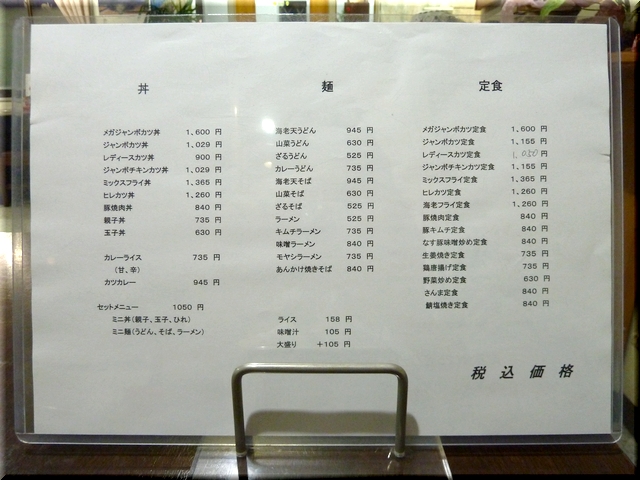 丼
メガジャンボカツ丼 1、600 円
ジャンボカツ丼 1、029 円
レディースカツ丼 900 円
ジャンボチキンカツ丼 1、029 円
ミックスフライ丼 1、365 円
ヒレカツ丼 1、260 円
豚焼肉丼 840 円
親子丼 735 円
玉子丼 630 円
カレーライス 735 円
(甘、辛)
カツカレー 945 円
セットメニュー 1050 円
ミニ丼(親子、玉子、ひれ)
ミニ麺(うどん、そば、ラーメン)
麺
海老天うどん 945 円
山菜うどん 630 円
ざるうどん 525 円
カレーうどん 735 円
海老天そば 945 円
山菜そば 630 円
ざるそば 525 円
ラーメン 525 円
キムチラーメン 735 円
味噌ラーメン 840 円
モヤシラーメン 735 円
あんかけ焼きそば 840 円
ライス 158 円
味噌汁 105 円
大盛り +105 円
定食
メガジャンボカツ定食 1、600 円
ジャンボカツ定食 1、155 円
レディースカツ定食 1、050 円
ジャンボチキンカツ定食 1、155 円
ミックスフライ定食 1、365 円
ヒレカツ定食 1、260 円
海老フライ定食 1、260 円
豚焼肉定食 840 円
豚キムチ定食 840 円
なす豚味噌炒め定食 840 円
生姜焼き定食 735 円
鶏唐揚げ定食 735 円
野菜炒め定食 630 円
さんま定食 840 円
鯖塩焼き定食 840 円
税込価格